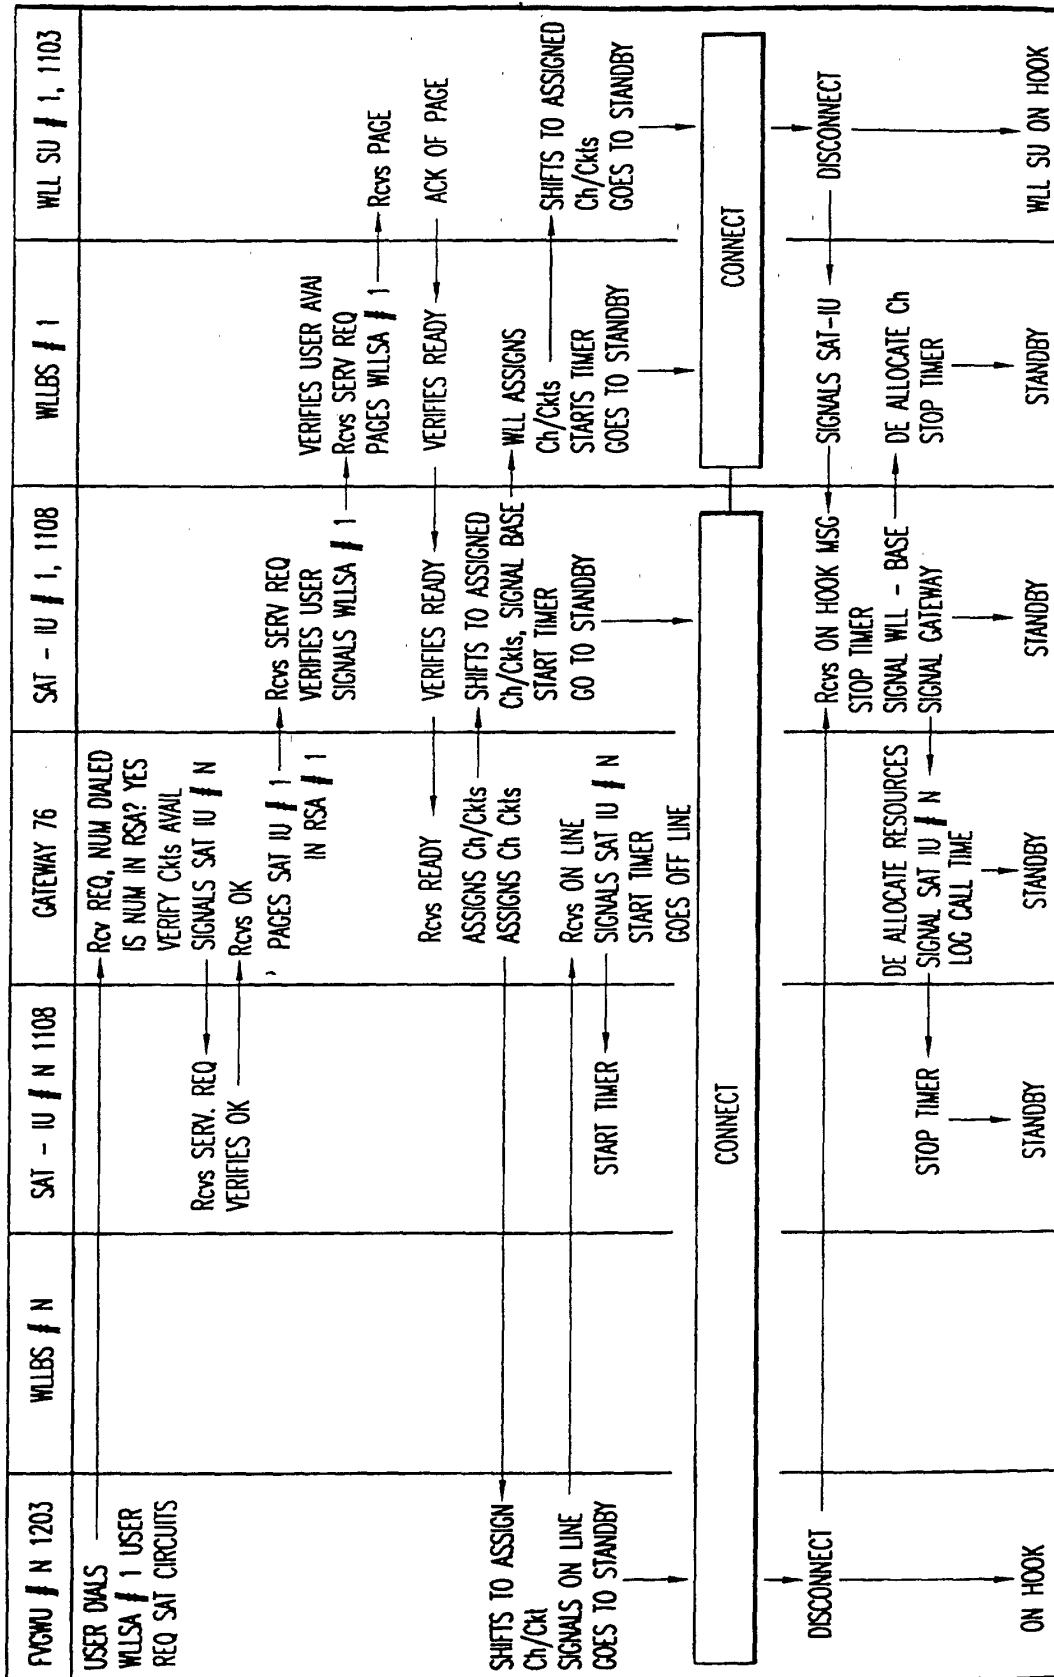 FVGWU # N 1203
WLLBS # N
SAT - IU # N 1108
GATEWAY 76
SAT - IU # 1, 1108
WLLBS # 1
WLL SU # 1, 1103
USER DIALS
WLLSA # 1 USER
REQ SAT CIRCUITS
Rcv REQ, NUM DIALED
IS NUM IN RSA? YES
VERIFY Ckts AVAIL
SIGNALS SAT IU # N
Rcvs SERV. REQ
VERIFIES OK
Rcvs OK
PAGES SAT IU # 1
IN RSA # 1
Rcvs SERV REQ
VERIFIES USER
SIGNALS WLLSA # 1
VERIFIES USER AVAI
Rcvs SERV REQ
PAGES WLLSA # 1
Rcvs PAGE
ACK OF PAGE
VERIFIES READY
VERIFIES READY
Rcvs READY
ASSIGNS Ch/Ckts
ASSIGNS Ch Ckts
SHIFTS TO ASSIGNED
Ch/Ckts, SIGNAL BASE
START TIMER
GO TO STANDBY
WLL ASSIGNS
Ch/Ckts
STARTS TIMER
GOES TO STANDBY
SHIFTS TO ASSIGNED
Ch/Ckts
GOES TO STANDBY
SHIFTS TO ASSIGN
Ch/Ckt
SIGNALS ON LINE
GOES TO STANDBY
Rcvs ON LINE
SIGNALS SAT IU # N
START TIMER
GOES OFF LINE
START TIMER
CONNECT
CONNECT
DISCONNECT
DISCONNECT
SIGNALS SAT-IU
Rcvs ON HOOK MSG
STOP TIMER
SIGNAL WLL - BASE
SIGNAL GATEWAY
DE ALLOCATE Ch
STOP TIMER
DE ALLOCATE RESOURCES
SIGNAL SAT IU # N
LOG CALL TIME
STOP TIMER
ON HOOK
STANDBY
STANDBY
STANDBY
STANDBY
WLL SU ON HOOK